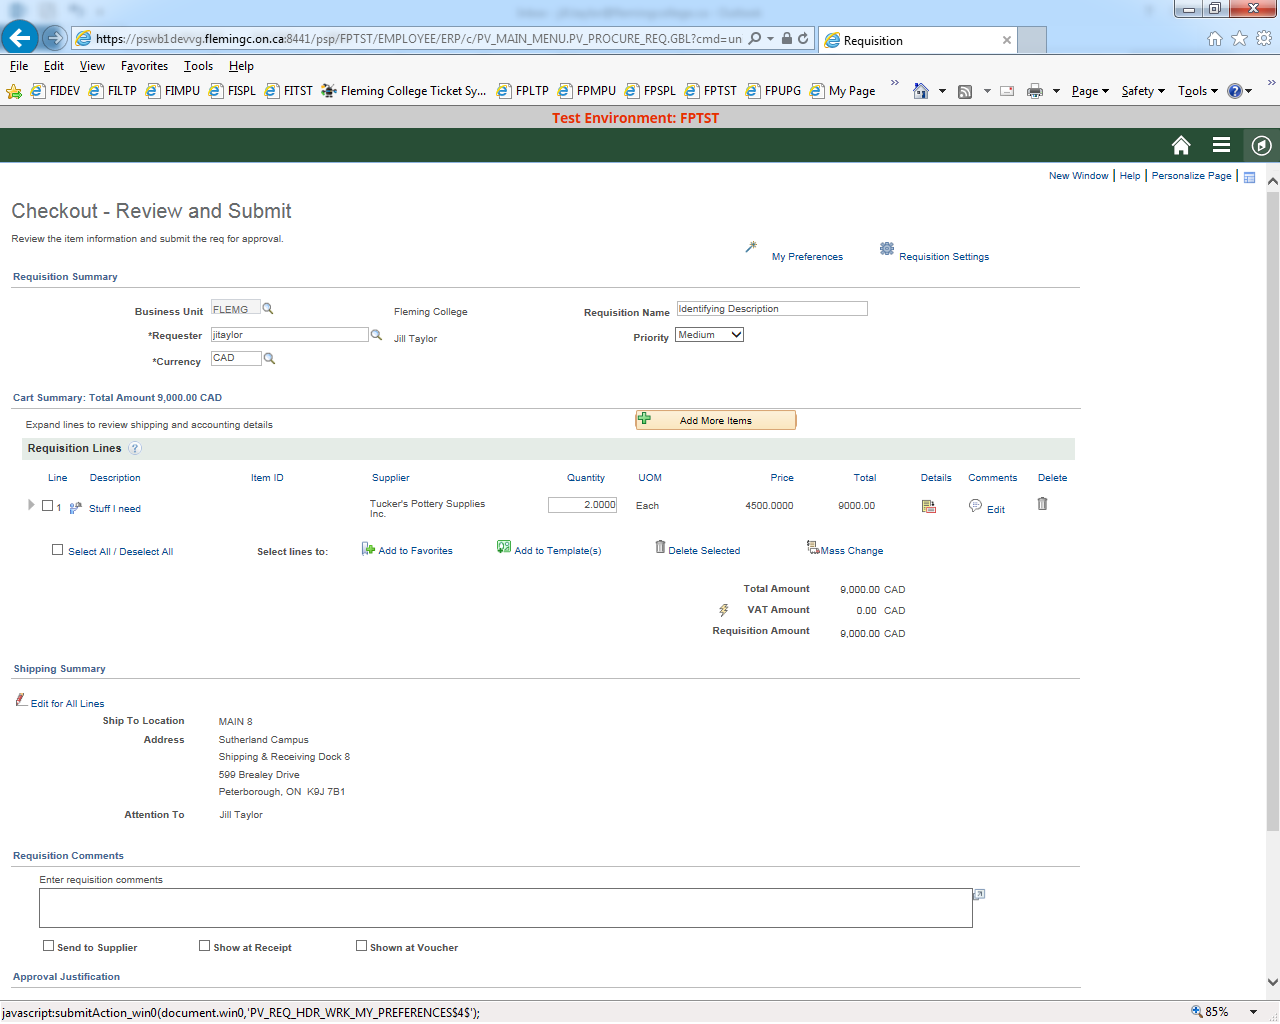 https://pswb1devvg.flemingc.on.ca:8441/psp/FPTST/EMPLOYEE/ERP/c/PV_MAIN_MENU.PV_PROCURE_REQ.GBL?cmd=un
Requisition
File Edit View Favorites Tools Help
FIDEV FILTP FIMPU FISPL FITST Fleming College Ticket Sy... FPLTP FPMPU FPSPL FPTST FPUPG My Page Page Safety Tools
Test Environment: FPTST
New Window Help Personalize Page
Checkout - Review and Submit
Review the item information and submit the req for approval.
My Preferences Requisition Settings
Requisition Summary
Business Unit FLEMG Fleming College Requisition Name Identifying Description
*Requester jitaylor Jill Taylor Priority Medium
*Currency CAD
Cart Summary: Total Amount 9,000.00 CAD
Expand lines to review shipping and accounting details Add More Items
Requisition Lines ?
Line Description Item ID Supplier Quantity UOM Price Total Details Comments Delete
1 Stuff I need Tucker's Pottery Supplies Inc. 2.0000 Each 4500.0000 9000.00 Edit
Select All / Deselect All Select lines to: Add to Favorites Add to Template(s) Delete Selected Mass Change
Total Amount 9,000.00 CAD
VAT Amount 0.00 CAD
Requisition Amount 9,000.00 CAD
Shipping Summary
Edit for All Lines
Ship To Location MAIN 8
Address Sutherland Campus
Shipping & Receiving Dock 8
599 Brealey Drive
Peterborough, ON K9J 7B1
Attention To Jill Taylor
Requisition Comments
Enter requisition comments
Send to Supplier Show at Receipt Shown at Voucher
Approval Justification
javascript:submitAction_win0(document.win0,'PV_REQ_HDR_WRK_MY_PREFERENCES$4$'); 85%